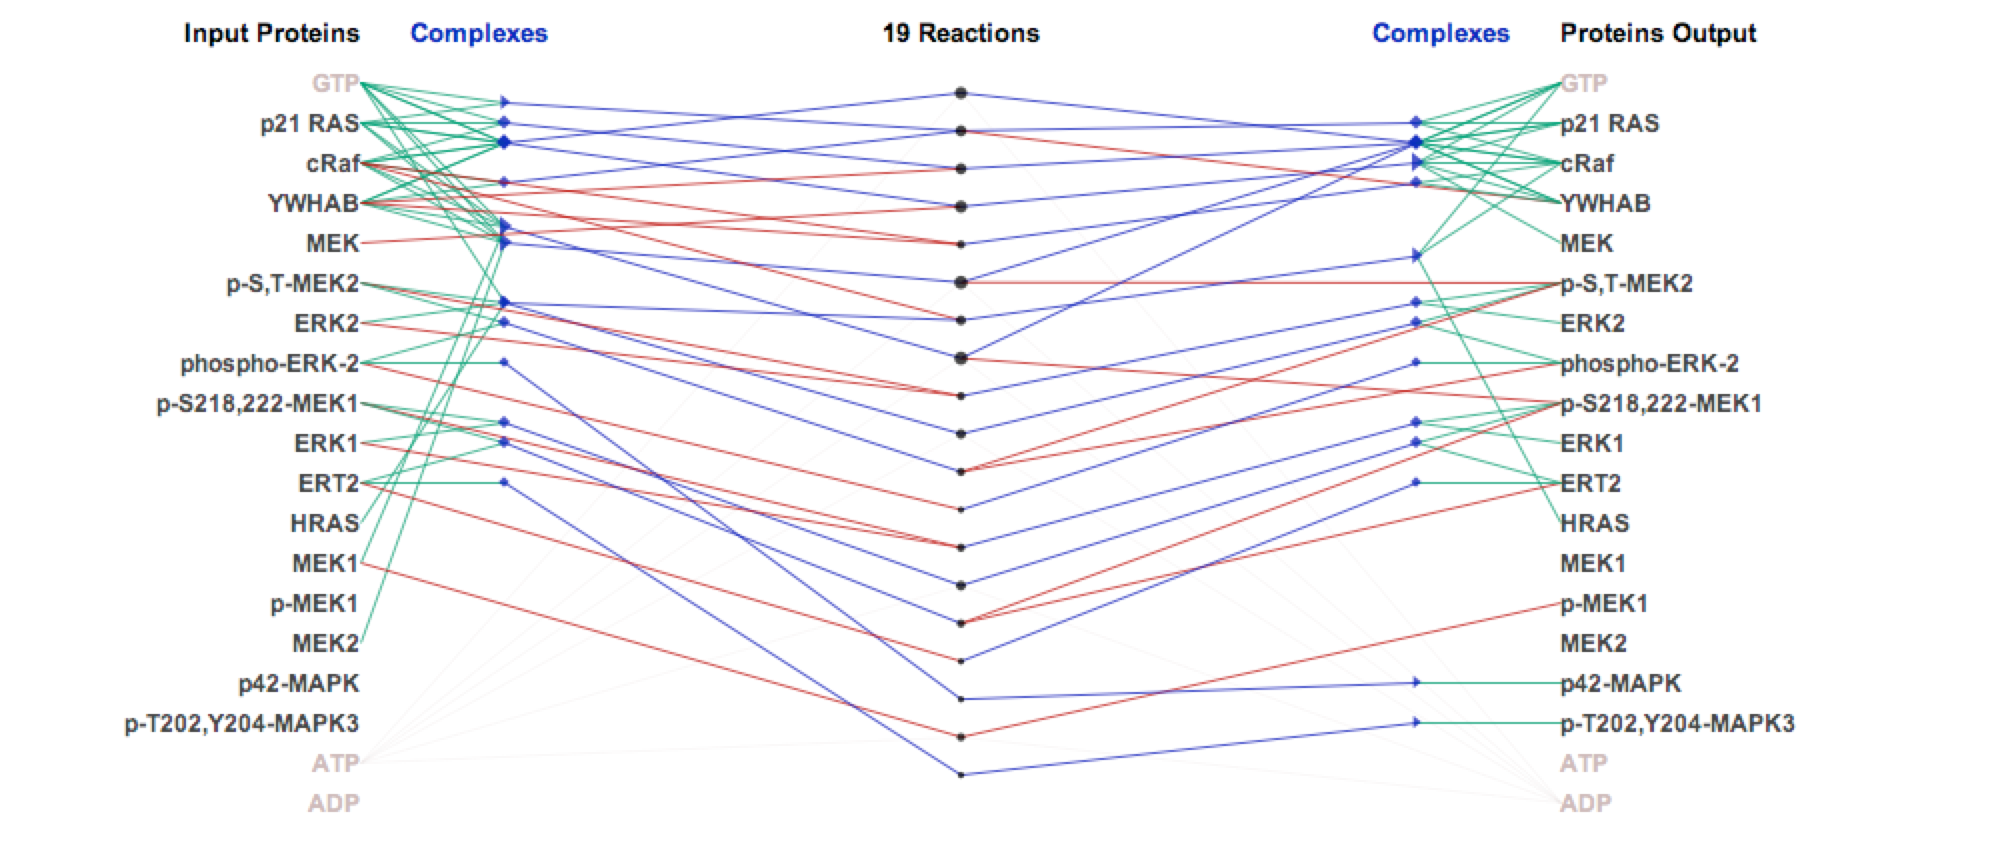 Input Proteins Complexes 19 Reactions Complexes Proteins Output
GTP GTP
p21 RAS p21 RAS
cRaf cRaf
YWHAB YWHAB
MEK MEK
p-S,T-MEK2 p-S,T-MEK2
ERK2 ERK2
phospho-ERK-2 phospho-ERK-2
p-S218,222-MEK1 p-S218,222-MEK1
ERK1 ERK1
ERT2 ERT2
HRAS HRAS
MEK1 MEK1
p-MEK1 p-MEK1
MEK2 MEK2
p42-MAPK p42-MAPK
p-T202,Y204-MAPK3 p-T202,Y204-MAPK3
ATP ATP
ADP ADP